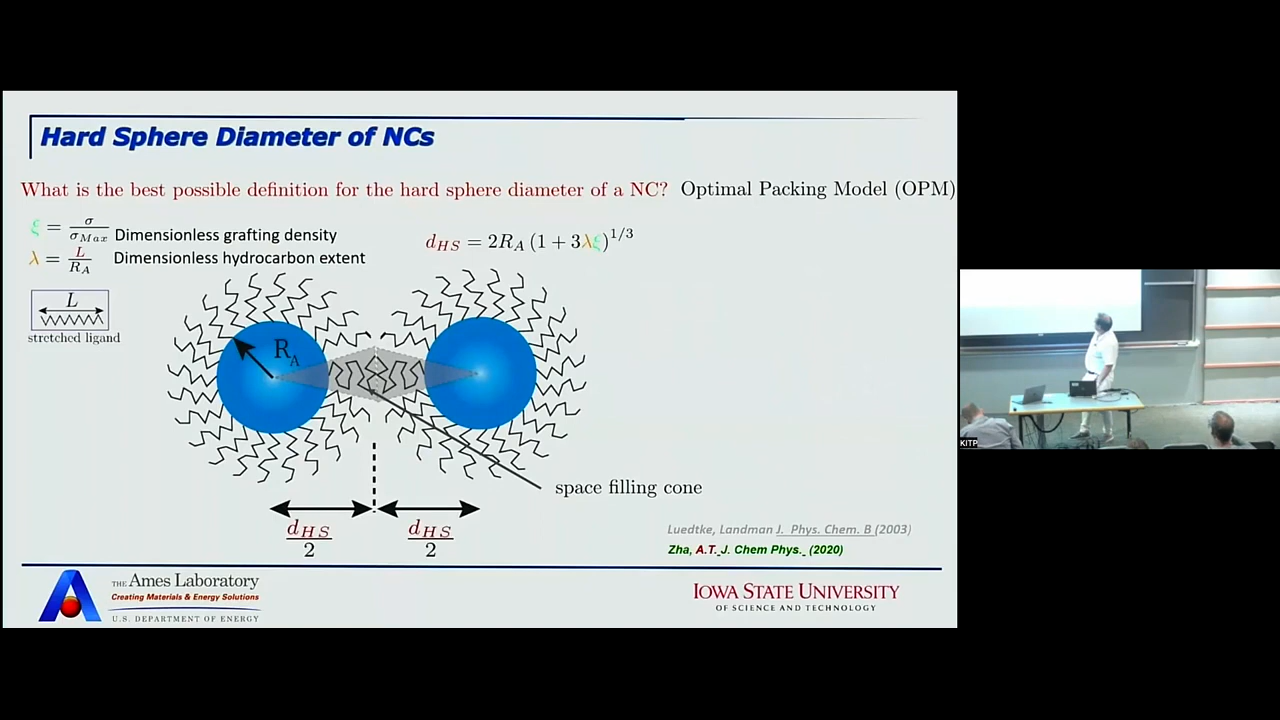 Hard Sphere Diameter of NCs
What is the best possible definition for the hard sphere diameter of a NC? Optimal Packing Model (OPM)
ξ = σ/σ_Max Dimensionless grafting density
λ = L/R_A Dimensionless hydrocarbon extent
d_HS = 2R_A (1 + 3λξ)^1/3
L
stretched ligand
R_A
space filling cone
d_HS/2 d_HS/2
Luedtke, Landman J. Phys. Chem. B (2003)
Zha, A.T. J. Chem Phys. (2020)
THE Ames Laboratory
Creating Materials & Energy Solutions
U.S. DEPARTMENT OF ENERGY
IOWA STATE UNIVERSITY
OF SCIENCE AND TECHNOLOGY
KITP